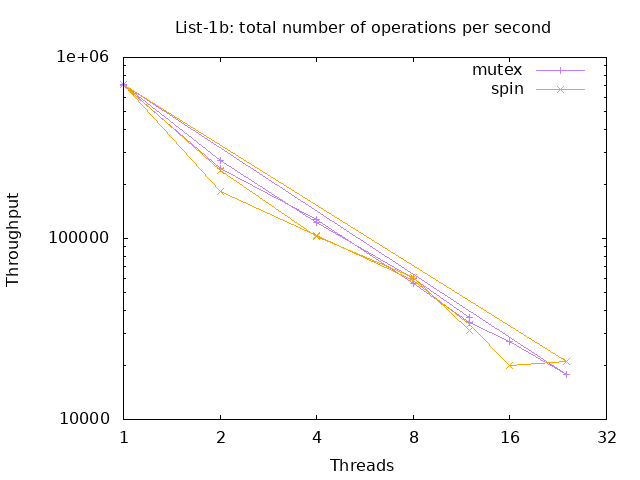 List-1b: total number of operations per second
1e+06
mutex
spin
100000
Throughput
10000
1 2 4 8 16 32
Threads